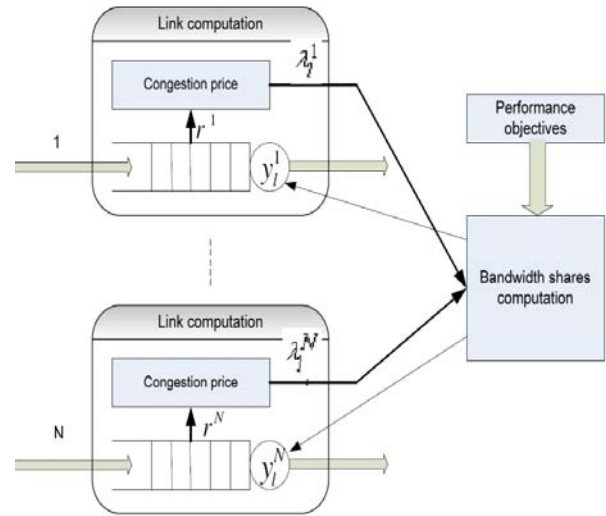 Link computation
λ_l^1
Congestion price
r^1
1
y_l^1
Performance
objectives
Bandwidth shares
computation
Link computation
λ_l^N
Congestion price
r^N
N
y_l^N